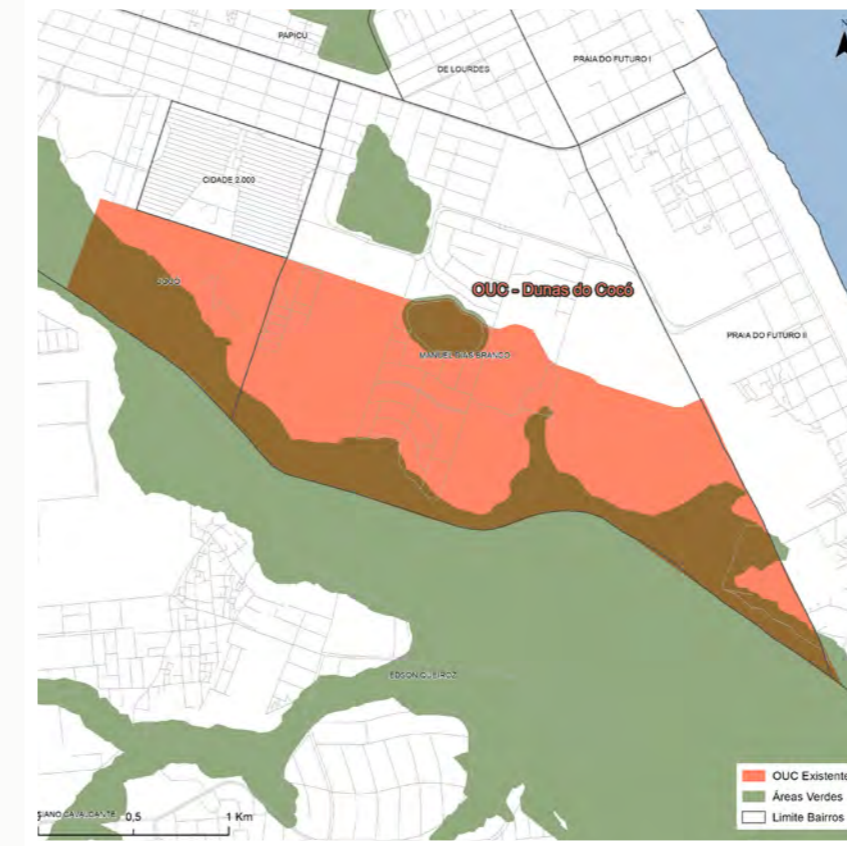 PAPICU
DE LOURDES
PRAIA DO FUTURO I
CIDADE 2.000
COCÓ
OUC - Dunas do Cocó
PRAIA DO FUTURO II
MANUEL DIAS BRANCO
EDSON QUEIROZ
0,5
1 Km
OUC Existente
Áreas Verdes
Limite Bairros